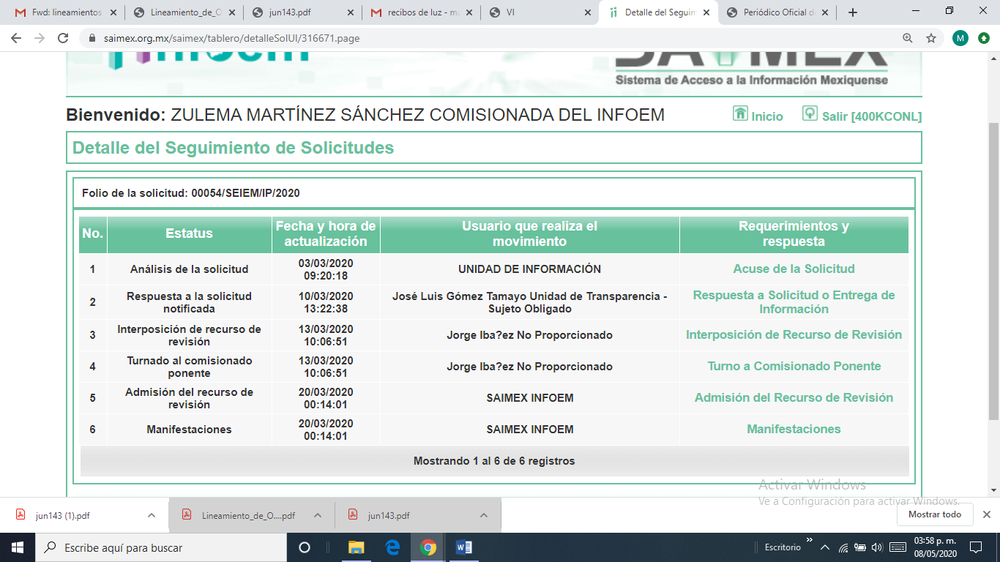 Fwd: lineamientos
Lineamiento_de_O
jun143.pdf
recibos de luz - ma
VI
Detalle del Seguim
Periódico Oficial d
saimex.org.mx/saimex/tablero/detalleSolUI/316671.page
M
infoem
SAIMEX
Sistema de Acceso a la Información Mexiquense
Bienvenido: ZULEMA MARTÍNEZ SÁNCHEZ COMISIONADA DEL INFOEM
Inicio
Salir [400KCONL]
Detalle del Seguimiento de Solicitudes
Folio de la solicitud: 00054/SEIEM/IP/2020
No.
Estatus
Fecha y hora de
actualización
Usuario que realiza el
movimiento
Requerimientos y
respuesta
1
Análisis de la solicitud
03/03/2020
09:20:18
UNIDAD DE INFORMACIÓN
Acuse de la Solicitud
2
Respuesta a la solicitud
notificada
10/03/2020
13:22:38
José Luis Gómez Tamayo Unidad de Transparencia -
Sujeto Obligado
Respuesta a Solicitud o Entrega de
Información
3
Interposición de recurso de
revisión
13/03/2020
10:06:51
Jorge Iba?ez No Proporcionado
Interposición de Recurso de Revisión
4
Turnado al comisionado
ponente
13/03/2020
10:06:51
Jorge Iba?ez No Proporcionado
Turno a Comisionado Ponente
5
Admisión del recurso de
revisión
20/03/2020
00:14:01
SAIMEX INFOEM
Admisión del Recurso de Revisión
6
Manifestaciones
20/03/2020
00:14:01
SAIMEX INFOEM
Manifestaciones
Mostrando 1 al 6 de 6 registros
Activar Windows
Ve a Configuración para activar Windows.
jun143 (1).pdf
Lineamiento_de_O....pdf
jun143.pdf
Mostrar todo
Escribe aquí para buscar
Escritorio
03:58 p. m.
08/05/2020